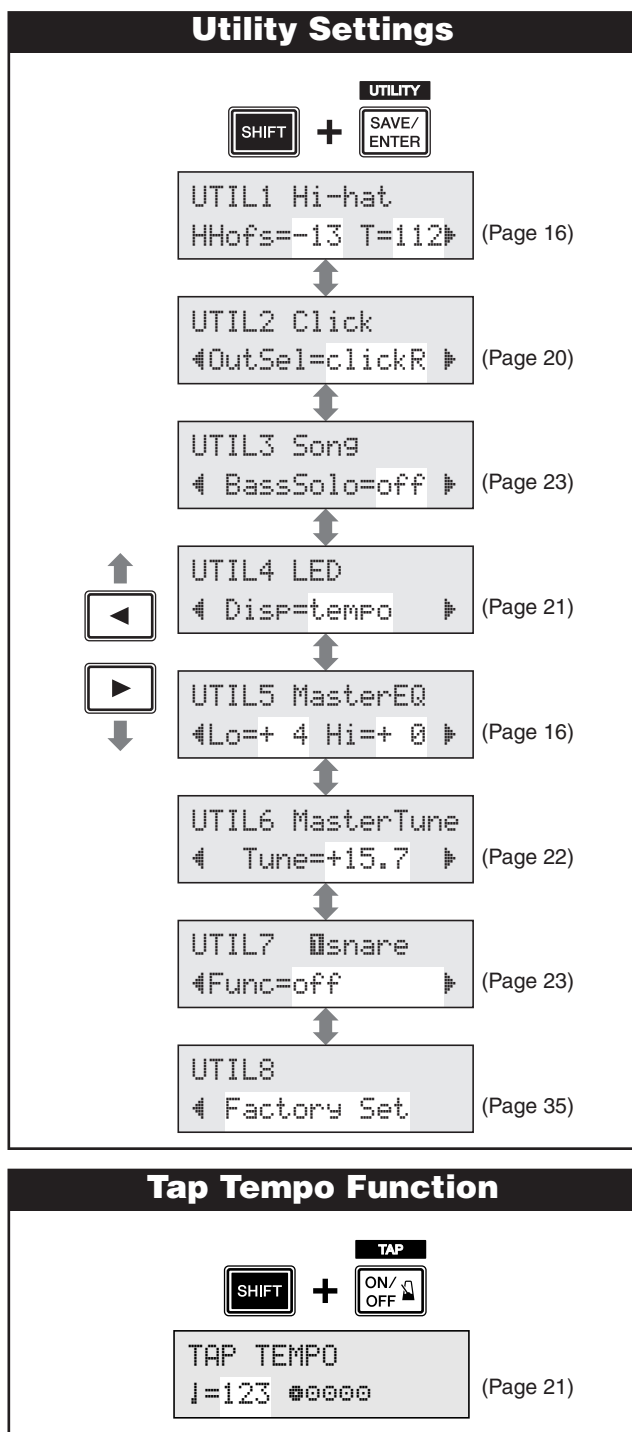 Utility Settings
UTILITY
SHIFT + SAVE/
ENTER
UTIL1 Hi-hat
HHofs=-13 T=112
(Page 16)
UTIL2 Click
OutSel=clickR
(Page 20)
UTIL3 Song
BassSolo=off
(Page 23)
UTIL4 LED
Disp=tempo
(Page 21)
UTIL5 MasterEQ
Lo=+ 4 Hi=+ 0
(Page 16)
UTIL6 MasterTune
Tune=+15.7
(Page 22)
UTIL7 1snare
Func=off
(Page 23)
UTIL8
Factory Set
(Page 35)
Tap Tempo Function
TAP
SHIFT + ON/
OFF
TAP TEMPO
♩=123
(Page 21)